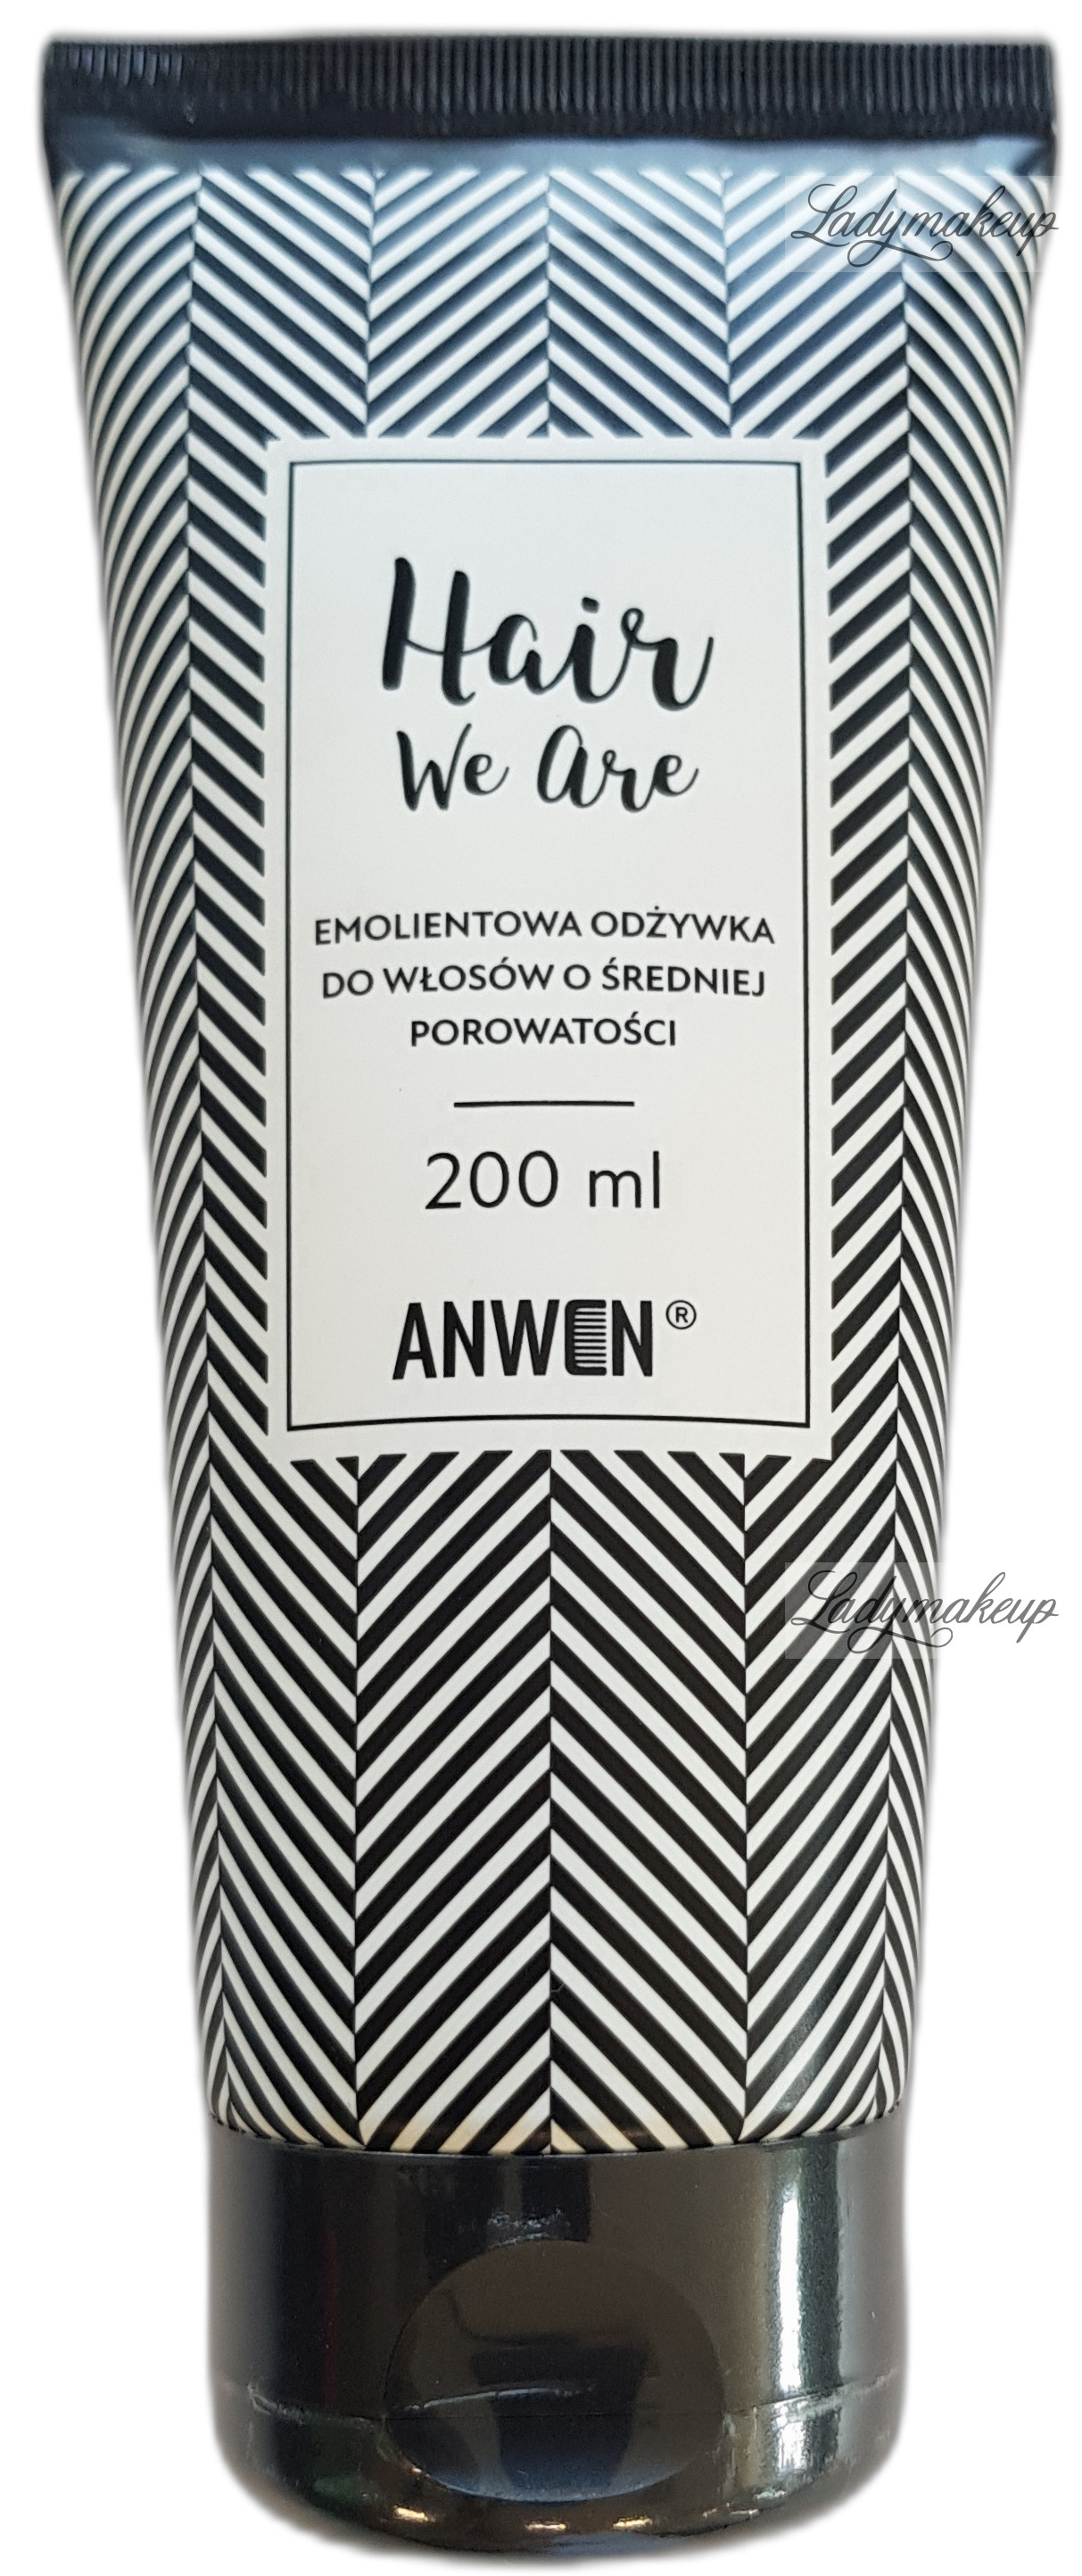 Ladymakeup
Hair
We Are
EMOLIENTOWA ODŻYWKA
DO WŁOSÓW O ŚREDNIEJ
POROWATOŚCI
200 ml
ANWEN®
Ladymakeup